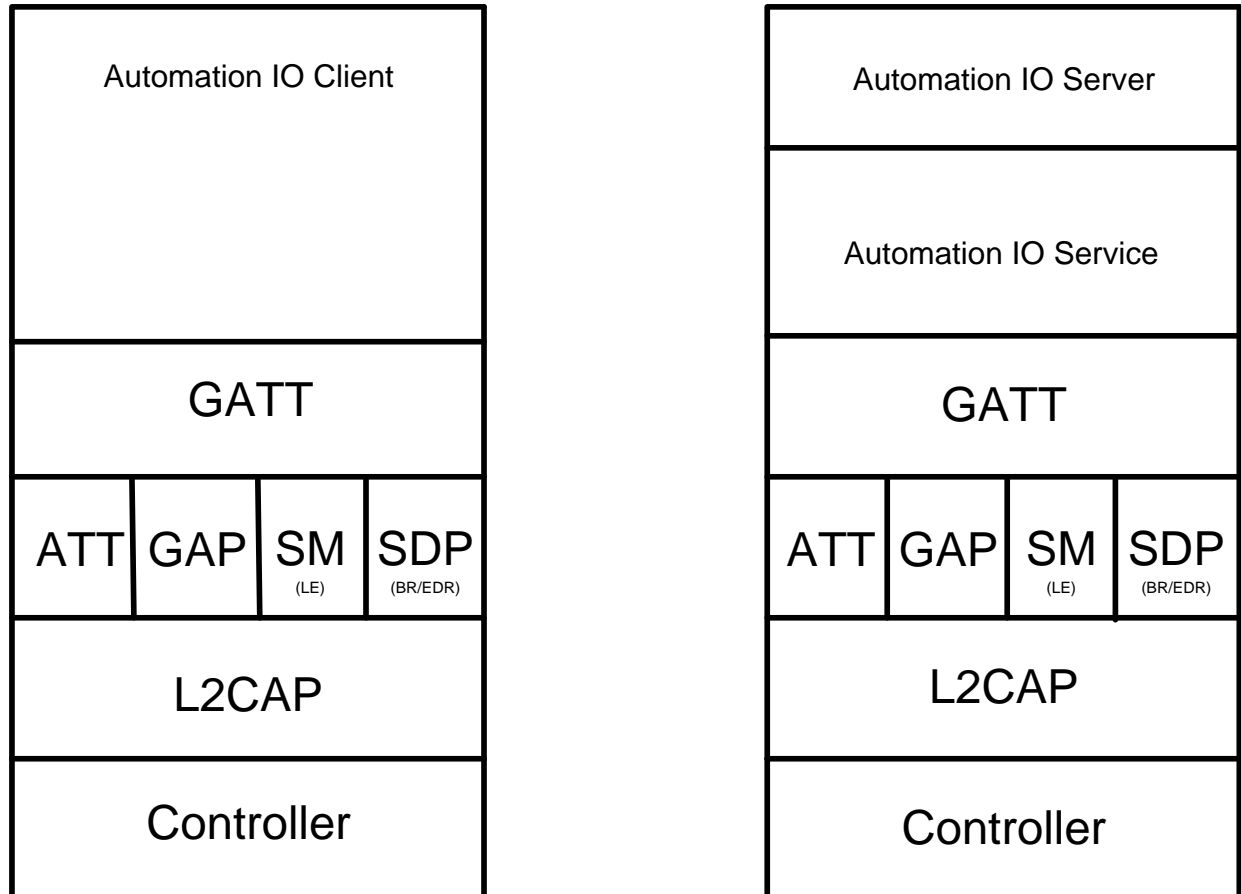 Automation IO Client
GATT
ATT GAP SM SDP
(LE) (BR/EDR)
L2CAP
Controller
Automation IO Server
Automation IO Service
GATT
ATT GAP SM SDP
(LE) (BR/EDR)
L2CAP
Controller